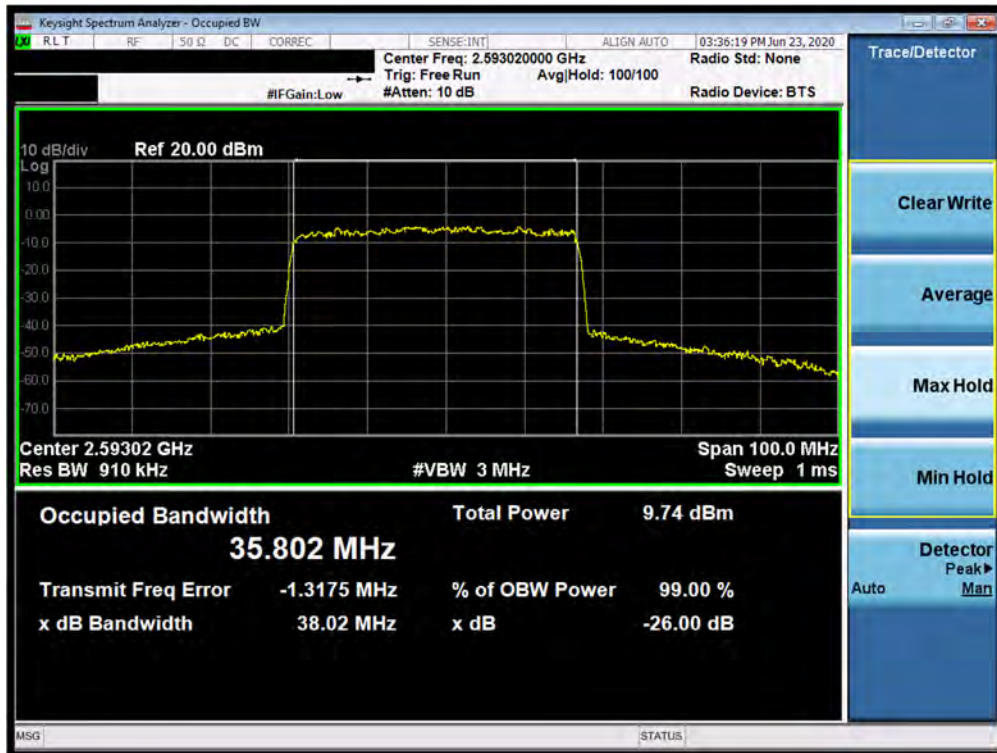 Keysight Spectrum Analyzer - Occupied BW
RLT RF 50 Ω DC CORREC SENSE:INT ALIGN AUTO 03:36:19 PM Jun 23, 2020
Center Freq: 2.593020000 GHz Radio Std: None
Trig: Free Run Avg|Hold: 100/100
#IFGain:Low #Atten: 10 dB Radio Device: BTS
Trace/Detector
10 dB/div Ref 20.00 dBm
Log
10.0
0.00
-10.0
-20.0
-30.0
-40.0
-50.0
-60.0
-70.0
Center 2.59302 GHz Span 100.0 MHz
Res BW 910 kHz #VBW 3 MHz Sweep 1 ms
Occupied Bandwidth Total Power 9.74 dBm
35.802 MHz
Transmit Freq Error -1.3175 MHz % of OBW Power 99.00 %
x dB Bandwidth 38.02 MHz x dB -26.00 dB
Clear Write
Average
Max Hold
Min Hold
Detector
Peak▶
Auto Man
MSG STATUS